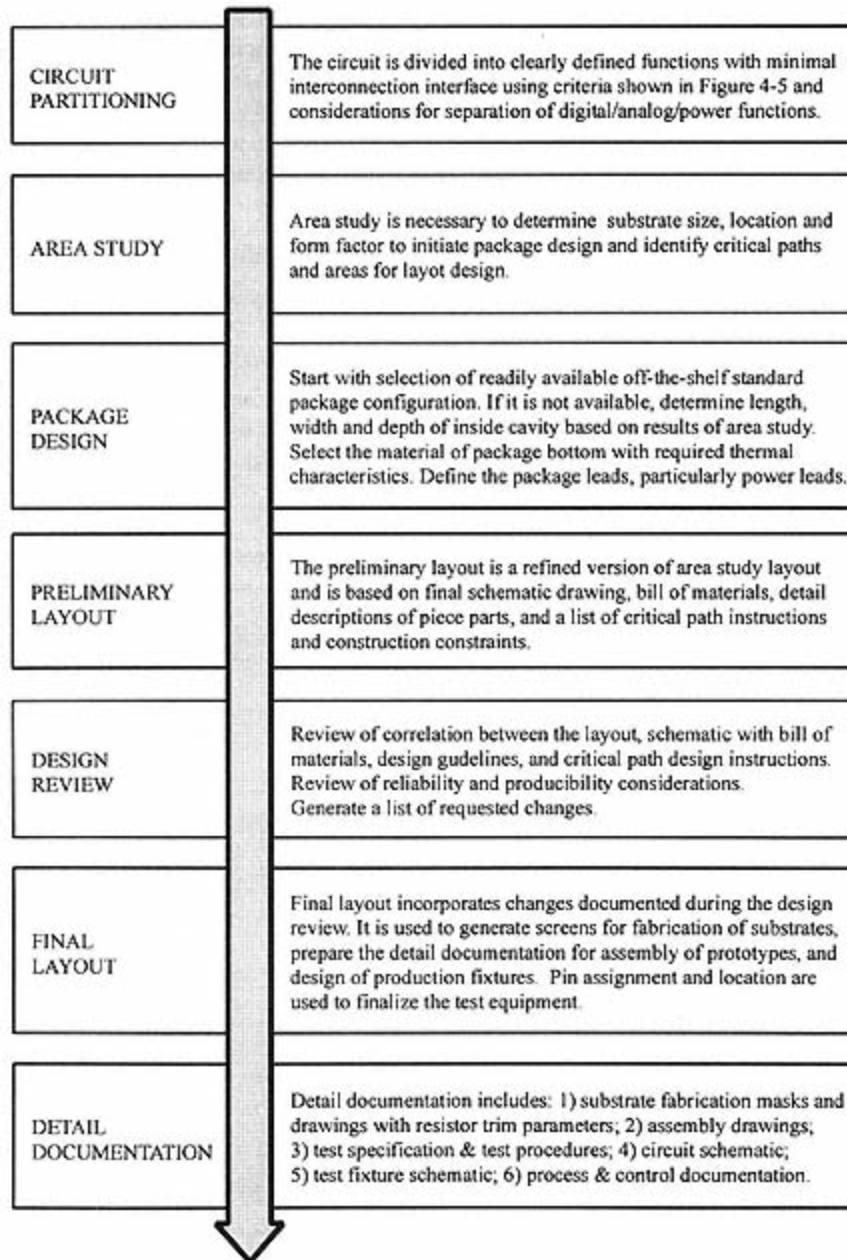 CIRCUIT
PARTITIONING
The circuit is divided into clearly defined functions with minimal
interconnection interface using criteria shown in Figure 4-5 and
considerations for separation of digital/analog/power functions.
AREA STUDY
Area study is necessary to determine substrate size, location and
form factor to initiate package design and identify critical paths
and areas for layot design.
PACKAGE
DESIGN
Start with selection of readily available off-the-shelf standard
package configuration. If it is not available, determine length,
width and depth of inside cavity based on results of area study.
Select the material of package bottom with required thermal
characteristics. Define the package leads, particularly power leads.
PRELIMINARY
LAYOUT
The preliminary layout is a refined version of area study layout
and is based on final schematic drawing, bill of materials, detail
descriptions of piece parts, and a list of critical path instructions
and construction constraints.
DESIGN
REVIEW
Review of correlation between the layout, schematic with bill of
materials, design gudelines, and critical path design instructions.
Review of reliability and producibility considerations.
Generate a list of requested changes.
FINAL
LAYOUT
Final layout incorporates changes documented during the design
review. It is used to generate screens for fabrication of substrates,
prepare the detail documentation for assembly of prototypes, and
design of production fixtures. Pin assignment and location are
used to finalize the test equipment.
DETAIL
DOCUMENTATION
Detail documentation includes: 1) substrate fabrication masks and
drawings with resistor trim parameters; 2) assembly drawings;
3) test specification & test procedures; 4) circuit schematic;
5) test fixture schematic; 6) process & control documentation.